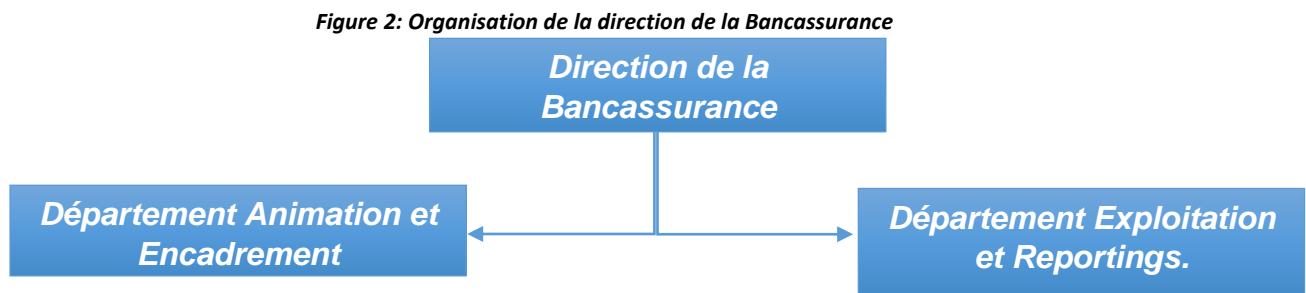 Figure 2: Organisation de la direction de la Bancassurance
Direction de la
Bancassurance
Département Animation et
Encadrement
Département Exploitation
et Reportings.